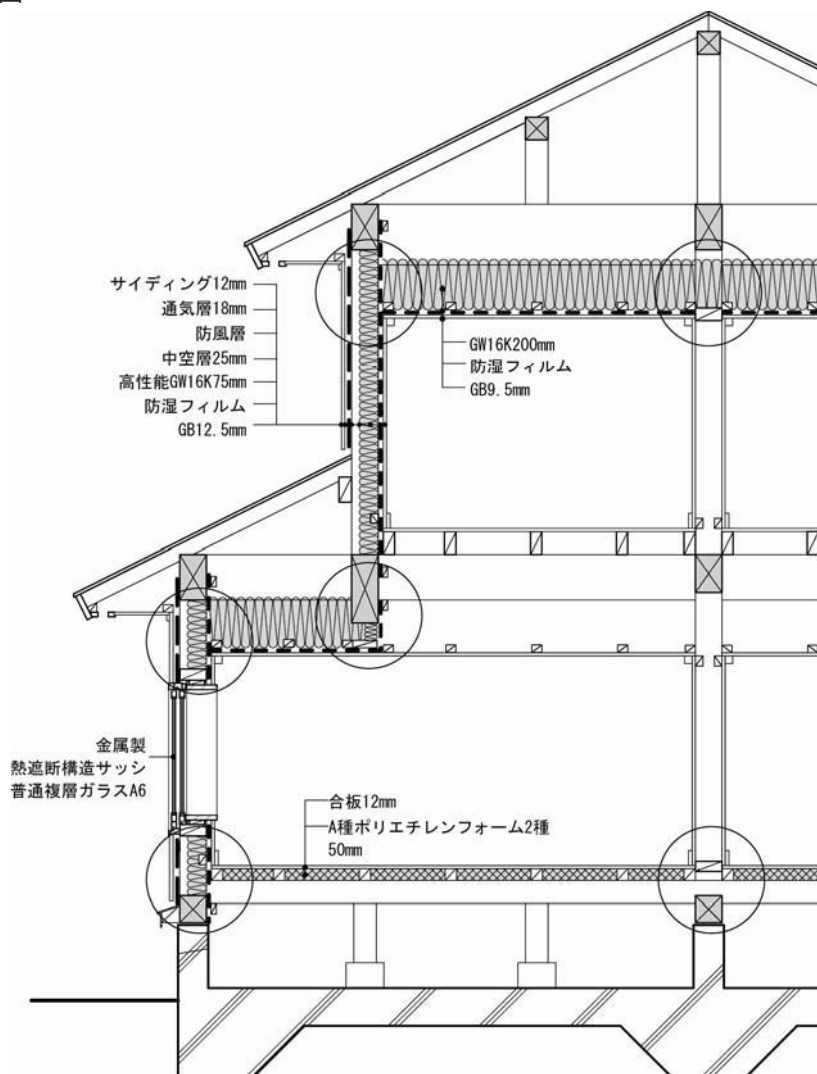 サイディング12mm
通気層18mm
防風層
中空層25mm
高性能GW16K75mm
防湿フィルム
GB12.5mm
GW16K200mm
防湿フィルム
GB9.5mm
金属製
熱遮断構造サッシ
普通複層ガラスA6
合板12mm
A種ポリエチレンフォーム2種
50mm